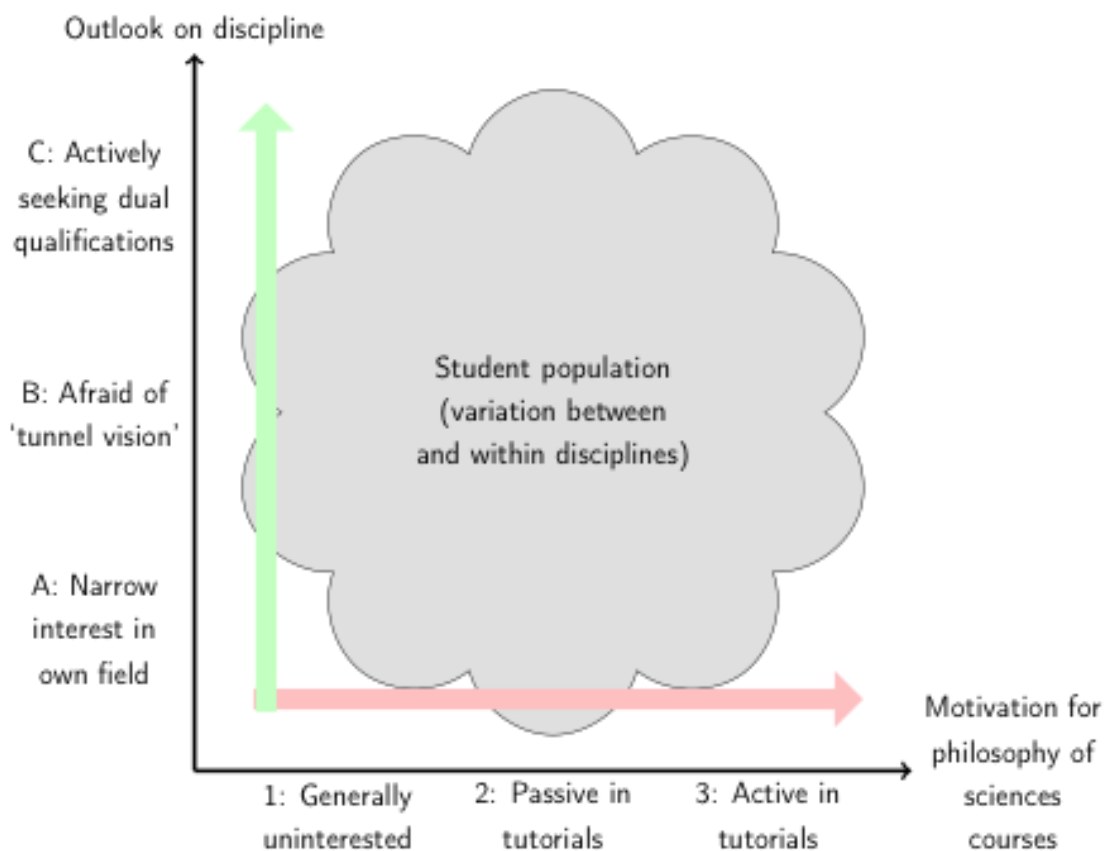 Outlook on discipline
C: Actively
seeking dual
qualifications
B: Afraid of
'tunnel vision'
A: Narrow
interest in
own field
Student population
(variation between
and within disciplines)
Motivation for
philosophy of
sciences
courses
1: Generally
uninterested
2: Passive in
tutorials
3: Active in
tutorials